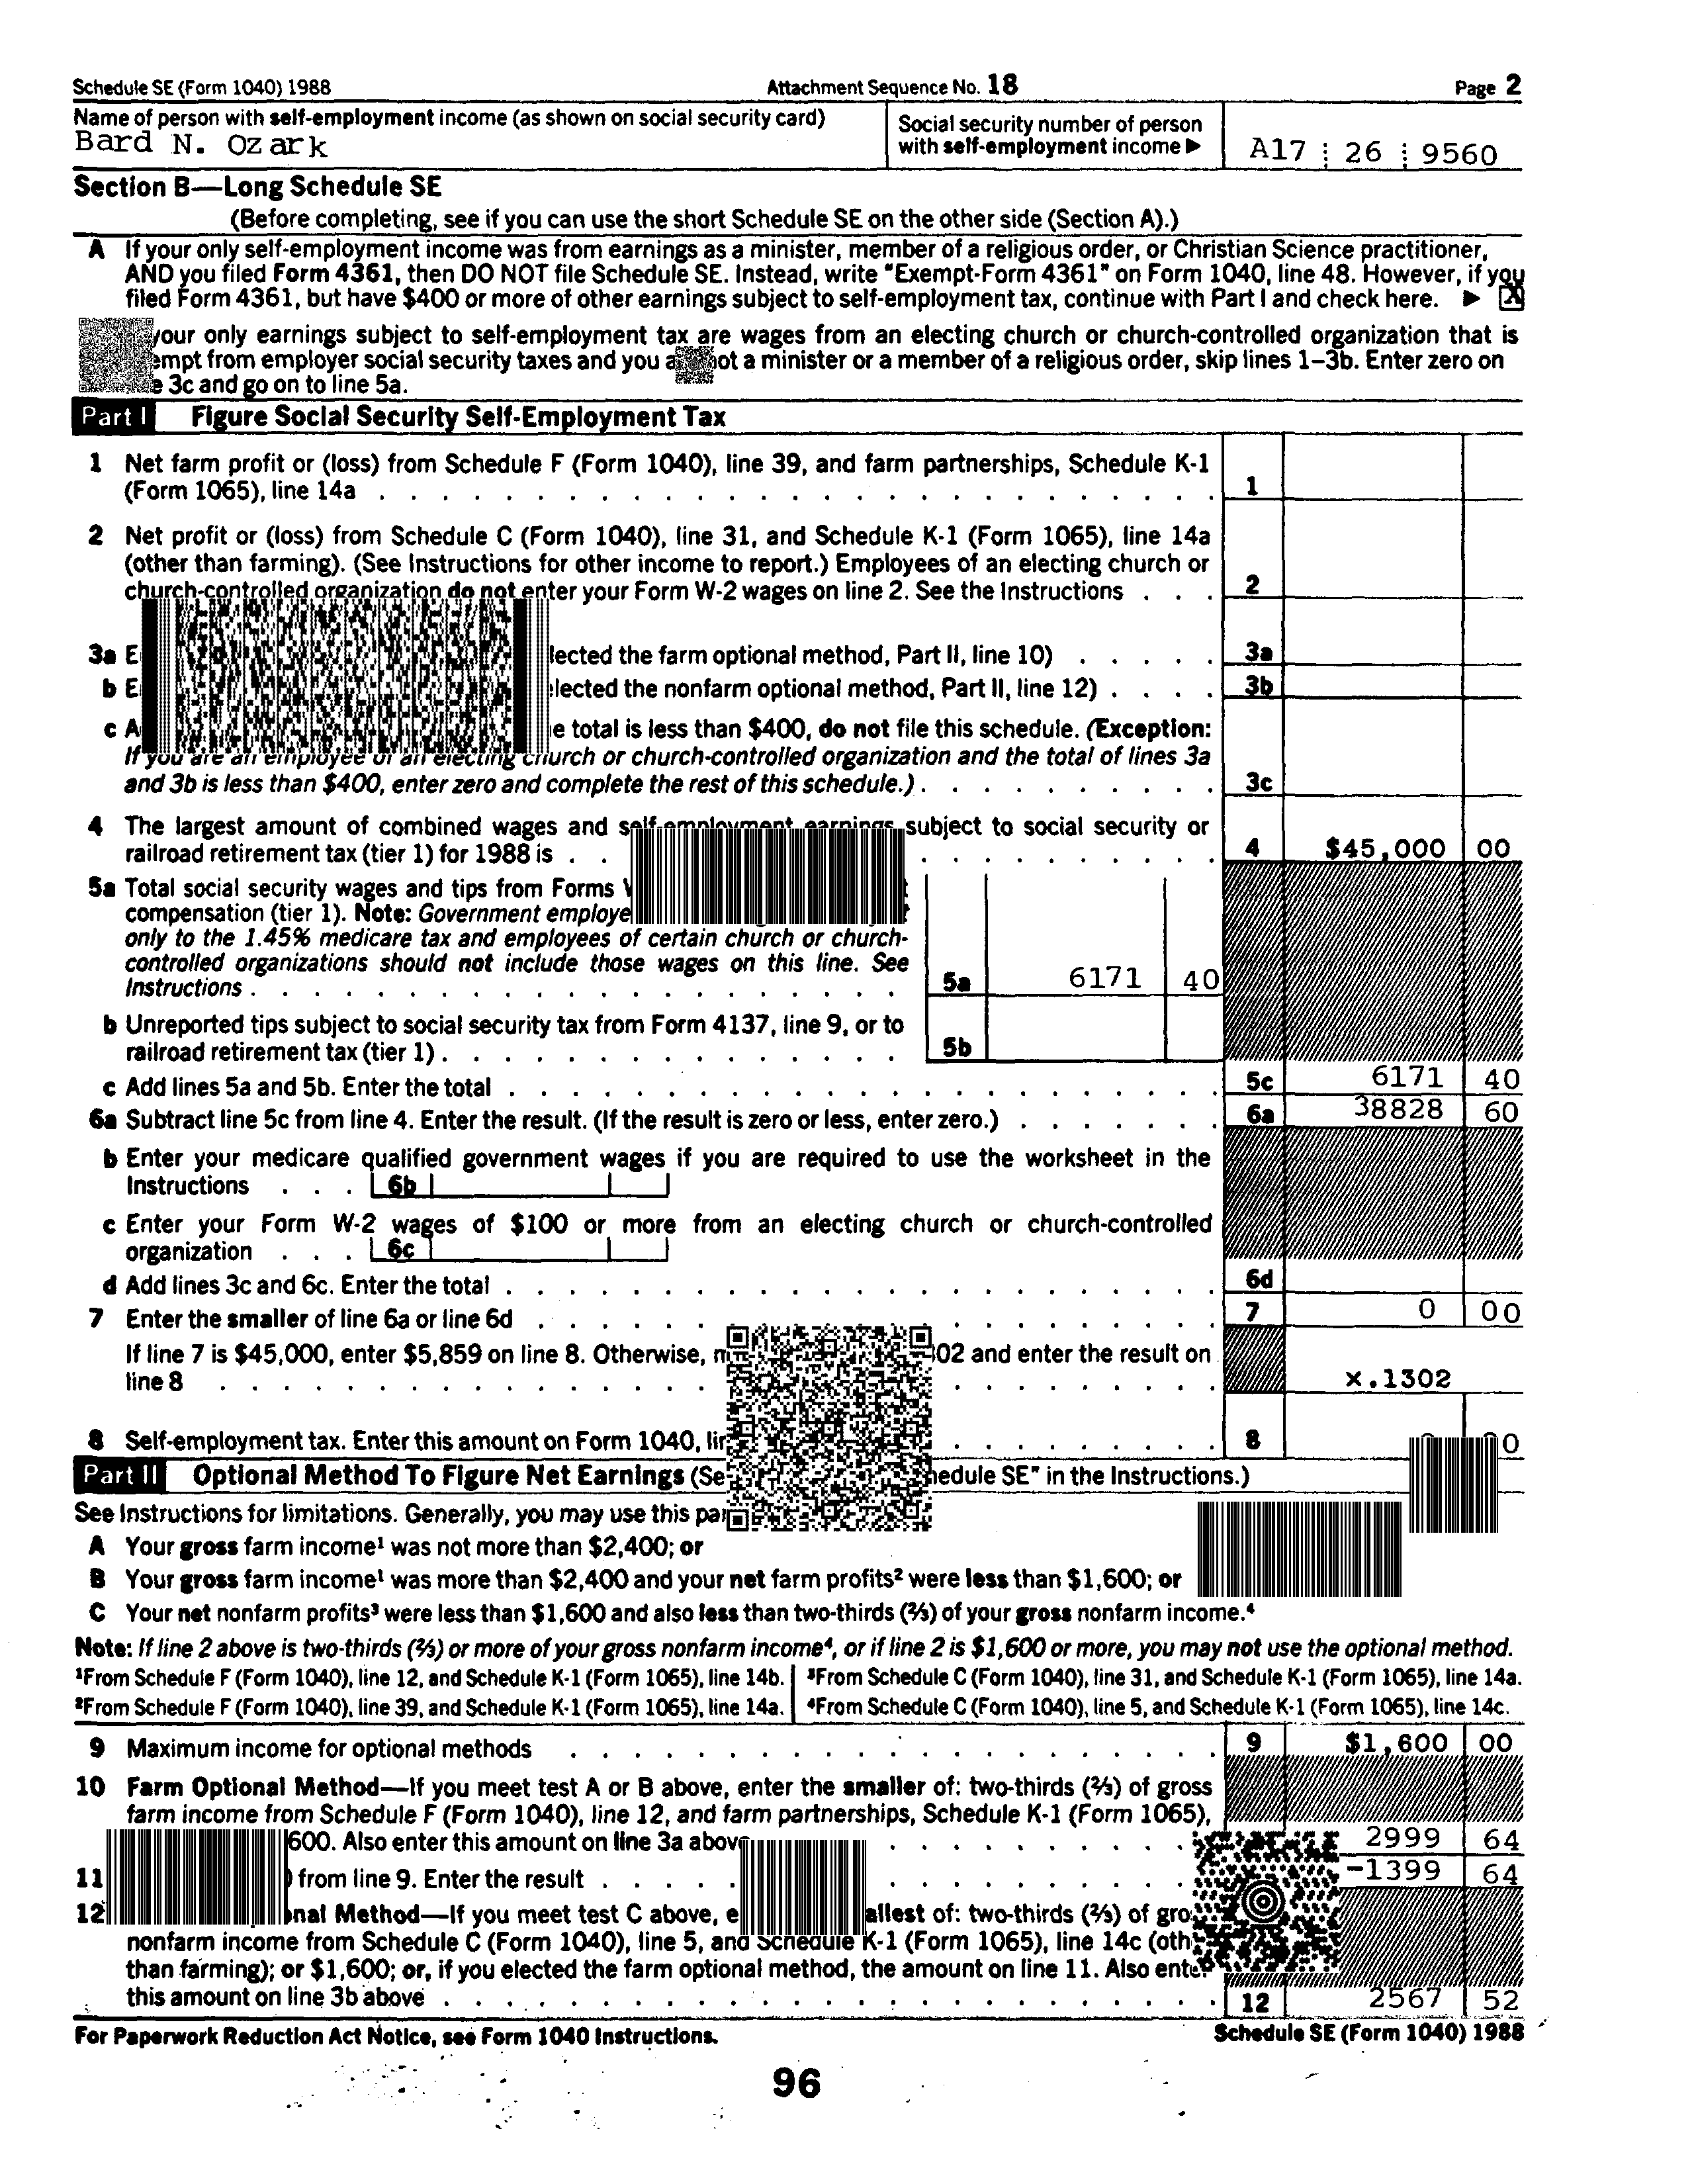 Schedule SE (Form 1040) 1988 Attachment Sequence No. 18 Page 2
Name of person with self-employment income (as shown on social security card)
Bard N. Ozark
Social security number of person
with self-employment income ▶ A17 26 9560
Section B—Long Schedule SE
(Before completing, see if you can use the short Schedule SE on the other side (Section A).)
A If your only self-employment income was from earnings as a minister, member of a religious order, or Christian Science practitioner,
AND you filed Form 4361, then DO NOT file Schedule SE. Instead, write "Exempt-Form 4361" on Form 1040, line 48. However, if you
filed Form 4361, but have $400 or more of other earnings subject to self-employment tax, continue with Part I and check here. ▶ X
your only earnings subject to self-employment tax are wages from an electing church or church-controlled organization that is
from employer social security taxes and you a minister or a member of a religious order, skip lines 1–3b. Enter zero on
3c and go on to line 5a.
Part I Figure Social Security Self-Employment Tax
1 Net farm profit or (loss) from Schedule F (Form 1040), line 39, and farm partnerships, Schedule K-1
(Form 1065), line 14a . . . 1
2 Net profit or (loss) from Schedule C (Form 1040), line 31, and Schedule K-1 (Form 1065), line 14a
(other than farming). (See Instructions for other income to report.) Employees of an electing church or
church-controlled organization do not enter your Form W-2 wages on line 2. See the Instructions . . . 2
3a the farm optional method, Part II, line 10) . . . . . 3a
b the nonfarm optional method, Part II, line 12) . . . . 3b
c total is less than $400, do not file this schedule. (Exception:
If you are an employee of an electing church or church-controlled organization and the total of lines 3a
and 3b is less than $400, enter zero and complete the rest of this schedule.) . . . 3c
4 The largest amount of combined wages and self-employment earnings subject to social security or
railroad retirement tax (tier 1) for 1988 is . . . 4 $45,000 00
5a Total social security wages and tips from Forms
compensation (tier 1). Note: Government
only to the 1.45% medicare tax and employees of certain church or church-
controlled organizations should not include those wages on this line. See
Instructions . . . 5a 6171 40
b Unreported tips subject to social security tax from Form 4137, line 9, or to
railroad retirement tax (tier 1) . . . 5b
c Add lines 5a and 5b. Enter the total . . . 5c 6171 40
6a Subtract line 5c from line 4. Enter the result. (If the result is zero or less, enter zero.) . . . 6a 38828 60
b Enter your medicare qualified government wages if you are required to use the worksheet in the
Instructions . . . 6b
c Enter your Form W-2 wages of $100 or more from an electing church or church-controlled
organization . . . 6c
d Add lines 3c and 6c. Enter the total . . . 6d
7 Enter the smaller of line 6a or line 6d . . . 7 0 00
If line 7 is $45,000, enter $5,859 on line 8. Otherwise, and enter the result on
line 8 . . . x.1302
8 Self-employment tax. Enter this amount on Form 1040, . . . 8
Part II Optional Method To Figure Net Earnings SE" in the Instructions.)
See Instructions for limitations. Generally, you may use this
A Your gross farm income¹ was not more than $2,400; or
B Your gross farm income¹ was more than $2,400 and your net farm profits² were less than $1,600; or
C Your net nonfarm profits³ were less than $1,600 and also less than two-thirds (⅔) of your gross nonfarm income.⁴
Note: If line 2 above is two-thirds (⅔) or more of your gross nonfarm income⁴, or if line 2 is $1,600 or more, you may not use the optional method.
¹From Schedule F (Form 1040), line 12, and Schedule K-1 (Form 1065), line 14b. ³From Schedule C (Form 1040), line 31, and Schedule K-1 (Form 1065), line 14a.
²From Schedule F (Form 1040), line 39, and Schedule K-1 (Form 1065), line 14a. ⁴From Schedule C (Form 1040), line 5, and Schedule K-1 (Form 1065), line 14c.
9 Maximum income for optional methods . . . 9 $1,600 00
10 Farm Optional Method—If you meet test A or B above, enter the smaller of: two-thirds (⅔) of gross
farm income from Schedule F (Form 1040), line 12, and farm partnerships, Schedule K-1 (Form 1065),
600. Also enter this amount on line 3a above . . . 2999 64
11 from line 9. Enter the result . . . -1399 64
12 Method—If you meet test C above, of: two-thirds (⅔) of
nonfarm income from Schedule C (Form 1040), line 5, and Schedule K-1 (Form 1065), line 14c
than farming); or $1,600; or, if you elected the farm optional method, the amount on line 11. Also enter
this amount on line 3b above . . . 12 2567 52
For Paperwork Reduction Act Notice, see Form 1040 Instructions. Schedule SE (Form 1040) 1988
96